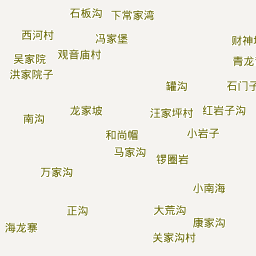 石板沟
下常家湾
西河村
冯家堡
财神
观音庙村
吴家院
青龙
洪家院子
罐沟
石门子
龙家坡
汪家坪村
红岩子沟
南沟
和尚帽
小岩子
马家沟
锣圈岩
万家沟
小南海
正沟
大荒沟
康家沟
海龙寨
关家沟村